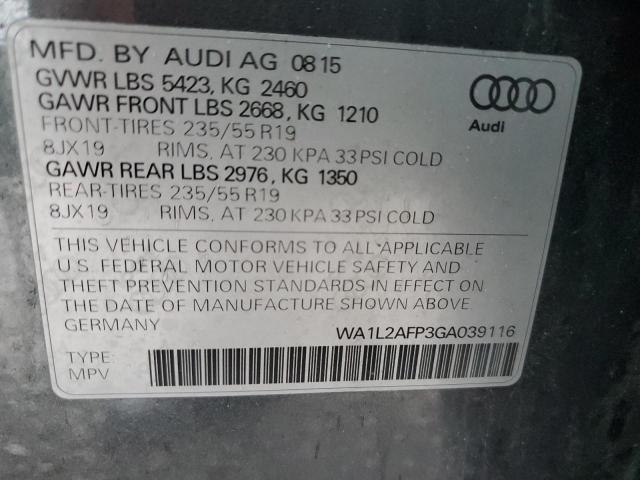 MFD. BY AUDI AG 08 15
GVWR LBS 5423, KG 2460
GAWR FRONT LBS 2668, KG 1210
FRONT-TIRES 235/55 R19
8JX19 RIMS, AT 230 KPA 33 PSI COLD
GAWR REAR LBS 2976, KG 1350
REAR-TIRES 235/55 R19
8JX19 RIMS, AT 230 KPA 33 PSI COLD
Audi
THIS VEHICLE CONFORMS TO ALL APPLICABLE
U.S. FEDERAL MOTOR VEHICLE SAFETY AND
THEFT PREVENTION STANDARDS IN EFFECT ON
THE DATE OF MANUFACTURE SHOWN ABOVE
GERMANY
WA1L2AFP3GA039116
TYPE:
MPV